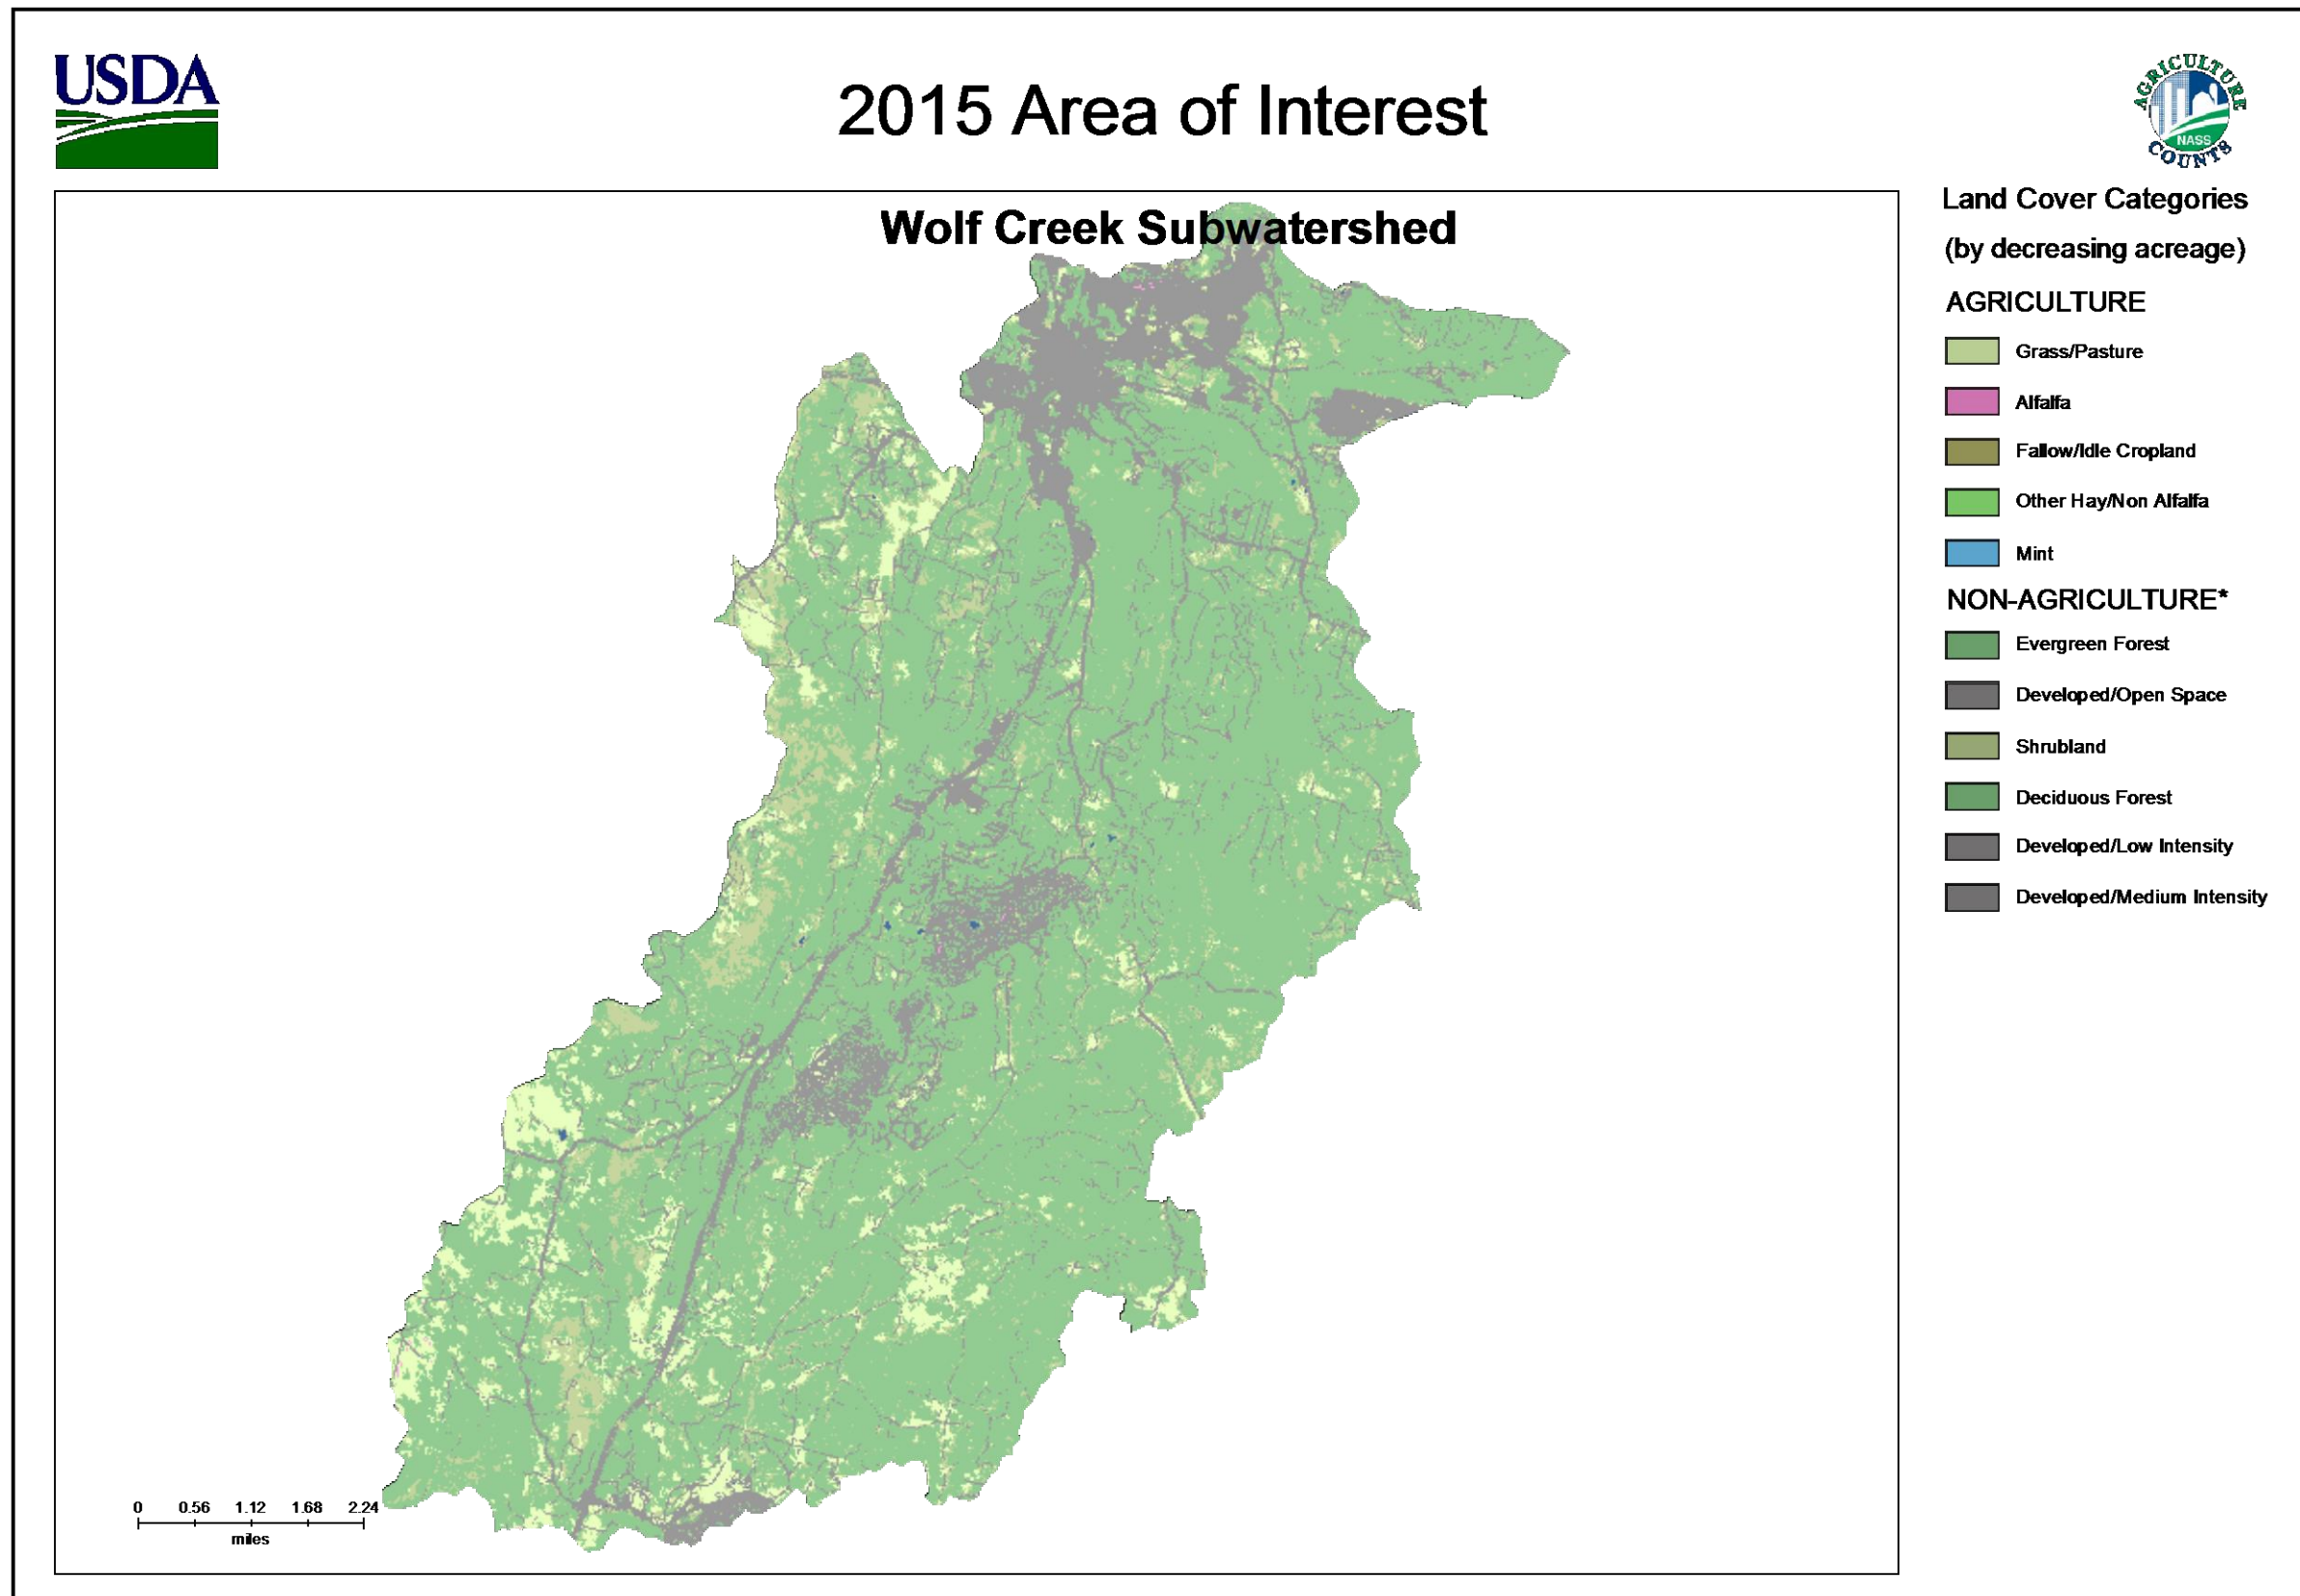 USDA
2015 Area of Interest
AGRICULTURE
NASS
COUNTS
Wolf Creek Subwatershed
Land Cover Categories
(by decreasing acreage)
AGRICULTURE
Grass/Pasture
Alfalfa
Fallow/Idle Cropland
Other Hay/Non Alfalfa
Mint
NON-AGRICULTURE*
Evergreen Forest
Developed/Open Space
Shrubland
Deciduous Forest
Developed/Low Intensity
Developed/Medium Intensity
0 0.56 1.12 1.68 2.24
miles